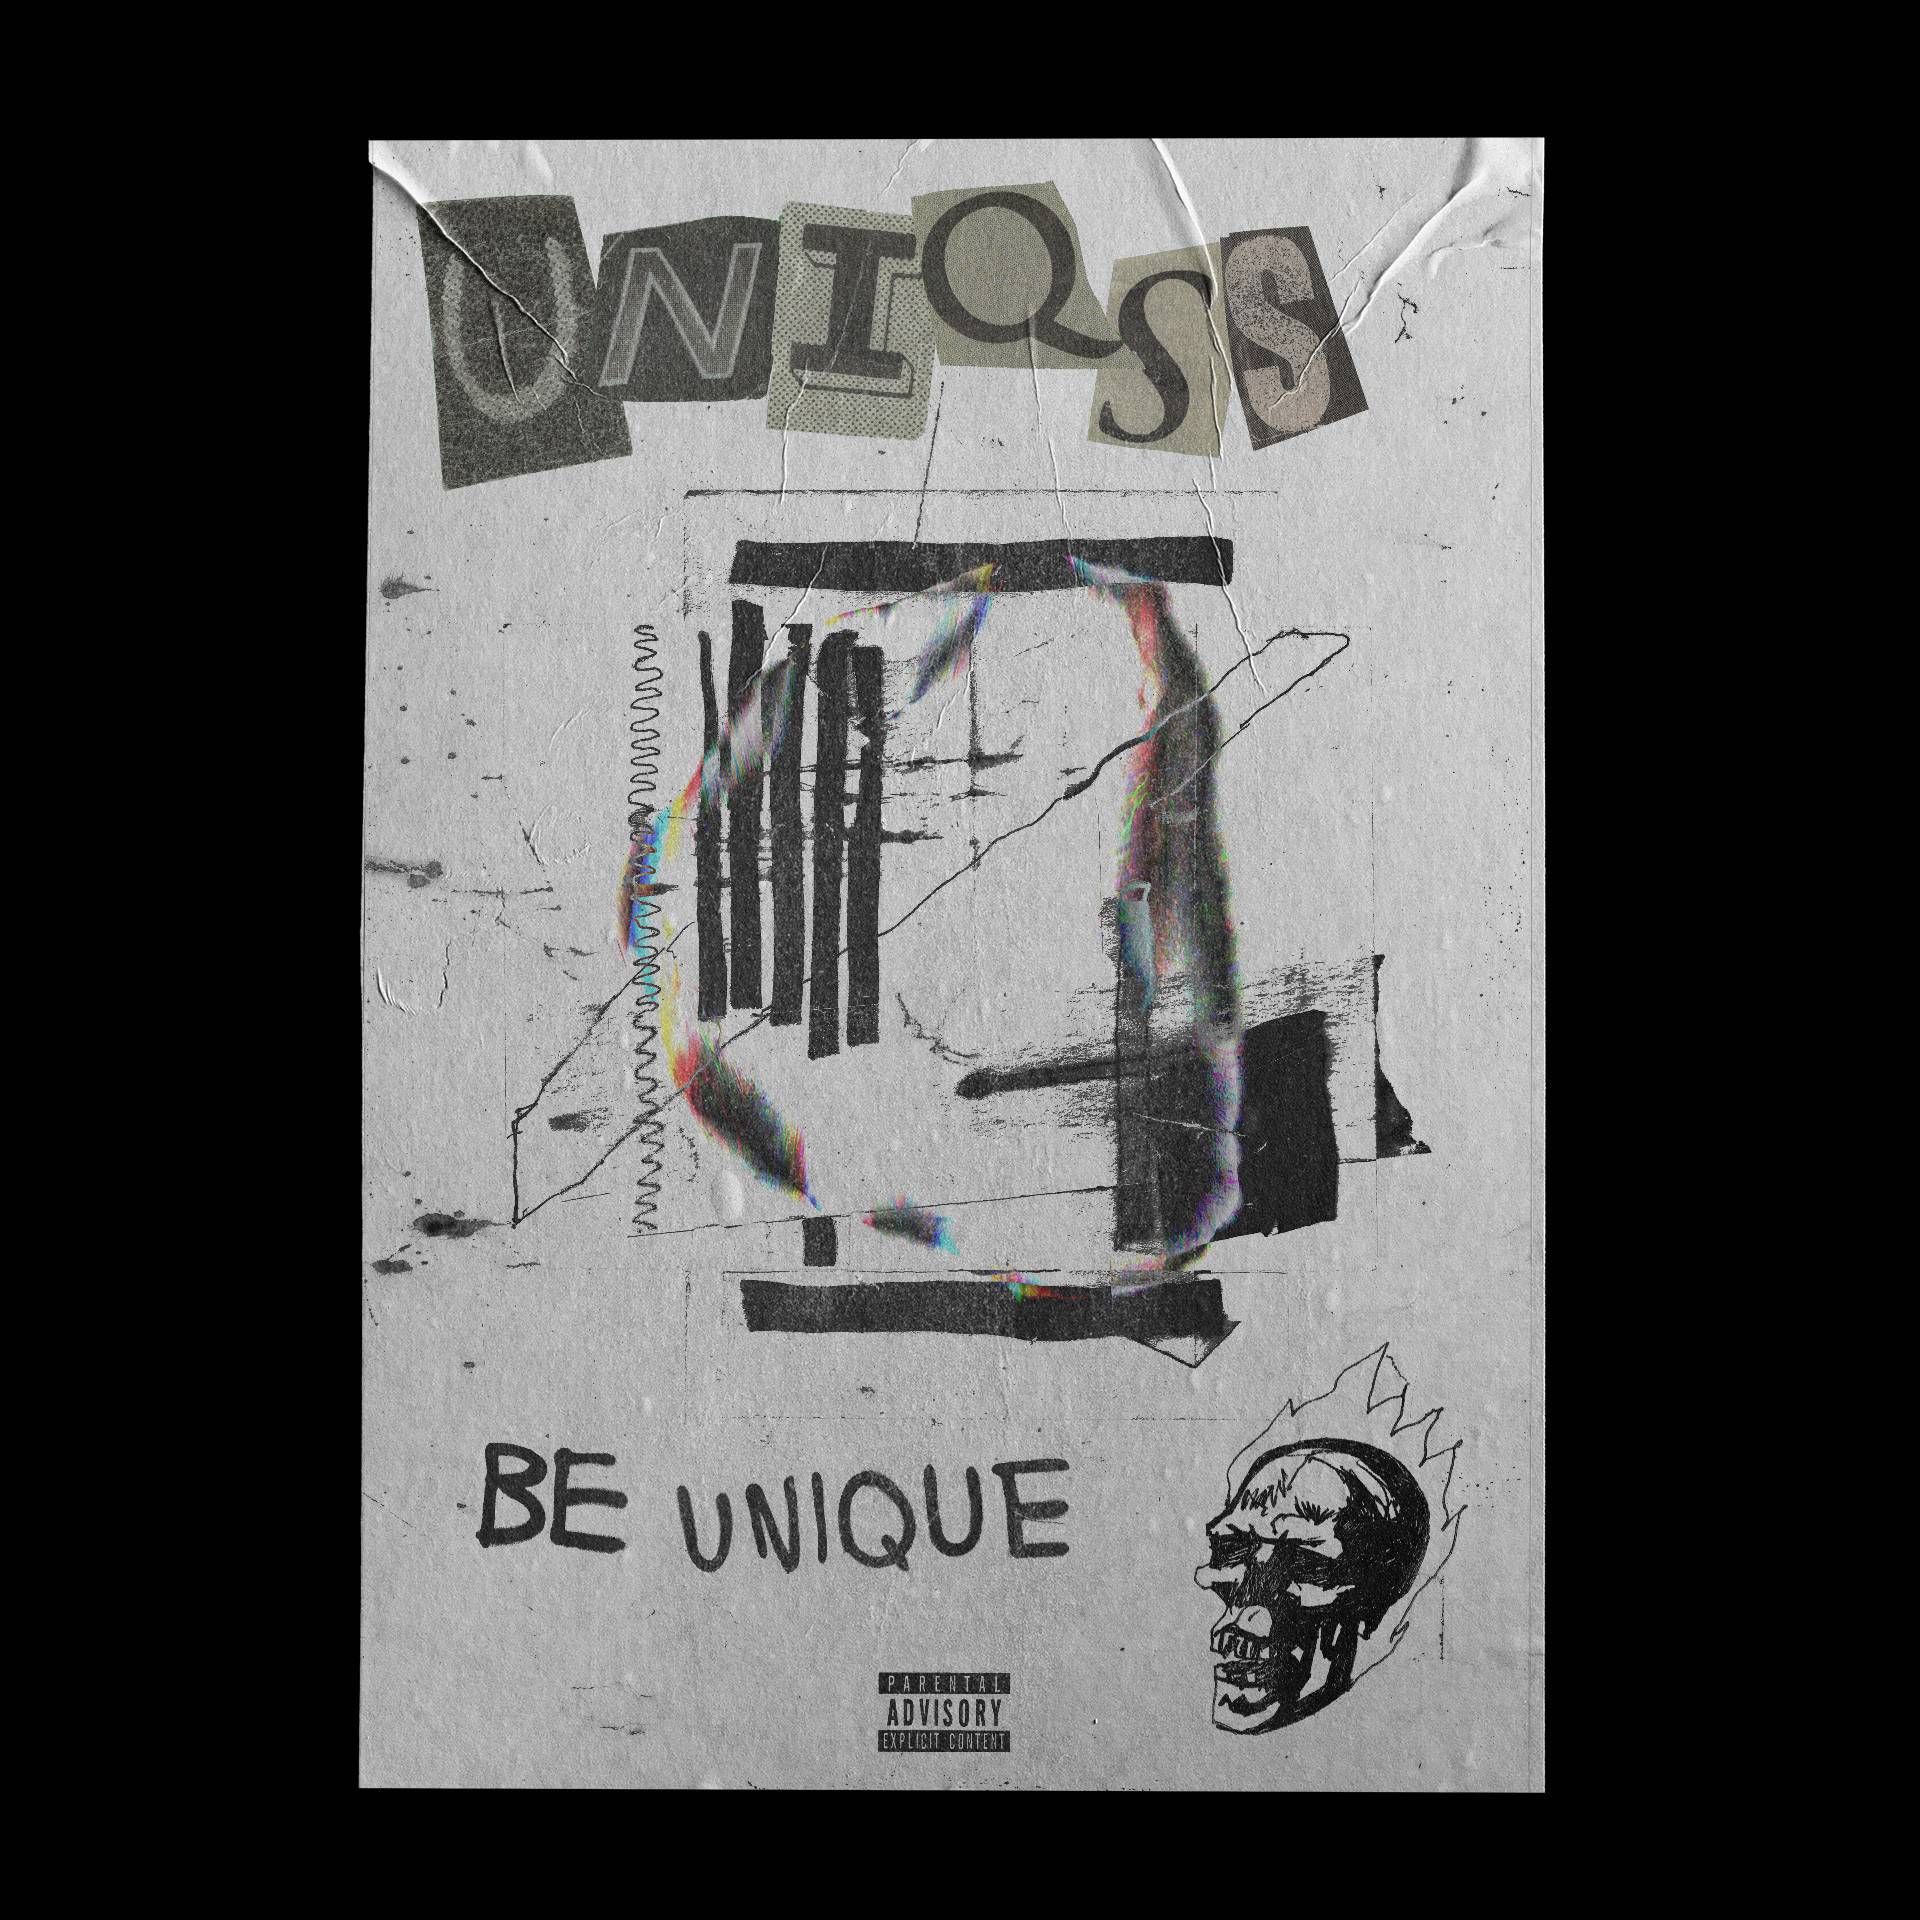 UNIQSS
BE UNIQUE
PARENTAL
ADVISORY
EXPLICIT CONTENT